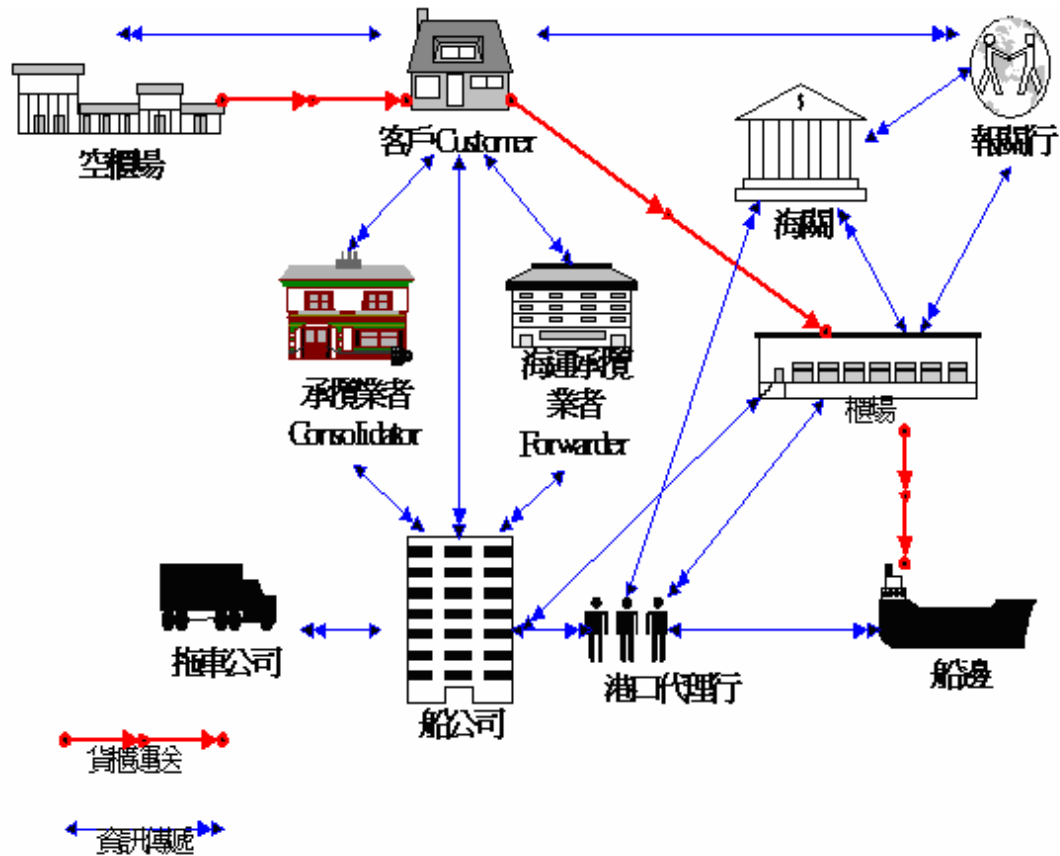 空櫃場
客戶Customer
$
報關行
海關
承攬業者
Consolidator
海運承攬
業者
Forwarder
櫃場
拖車公司
船公司
港口代理行
船邊
貨櫃運送
資訊傳遞